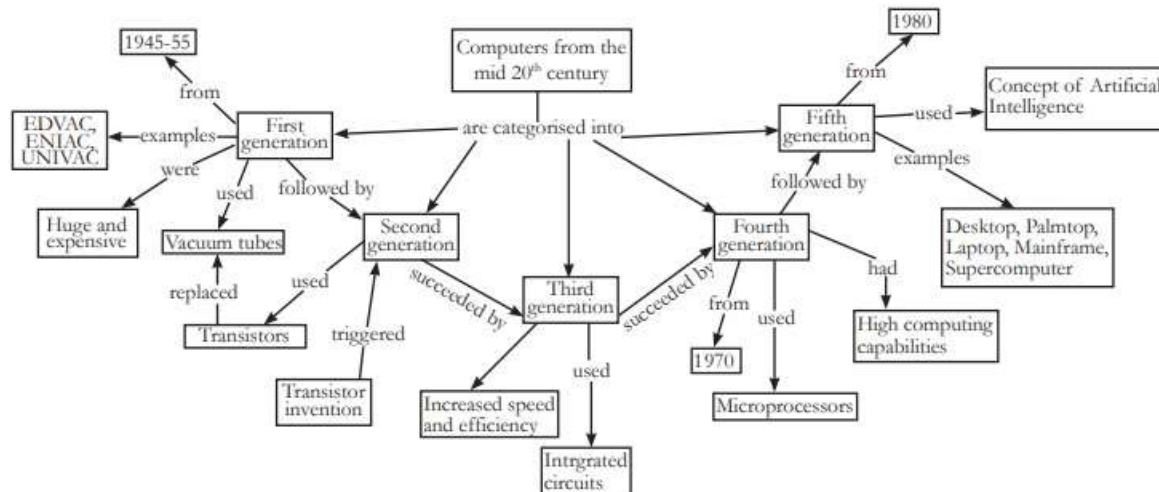 1945-55
Computers from the
mid 20th century
1980
from
from
Concept of Artificial
Intelligence
EDVAC,
ENIAC,
UNIVAC
examples
First
generation
are categorised into
Fifth
generation
used
were
examples
used
followed by
followed by
Huge and
expensive
Vacuum tubes
Second
generation
Fourth
generation
Desktop, Palmtop,
Laptop, Mainframe,
Supercomputer
had
replaced
used
succeeded by
Third
generation
succeeded by
from
used
Transistors
triggered
1970
High computing
capabilities
used
Transistor
invention
Increased speed
and efficiency
Microprocessors
Intrgrated
circuits